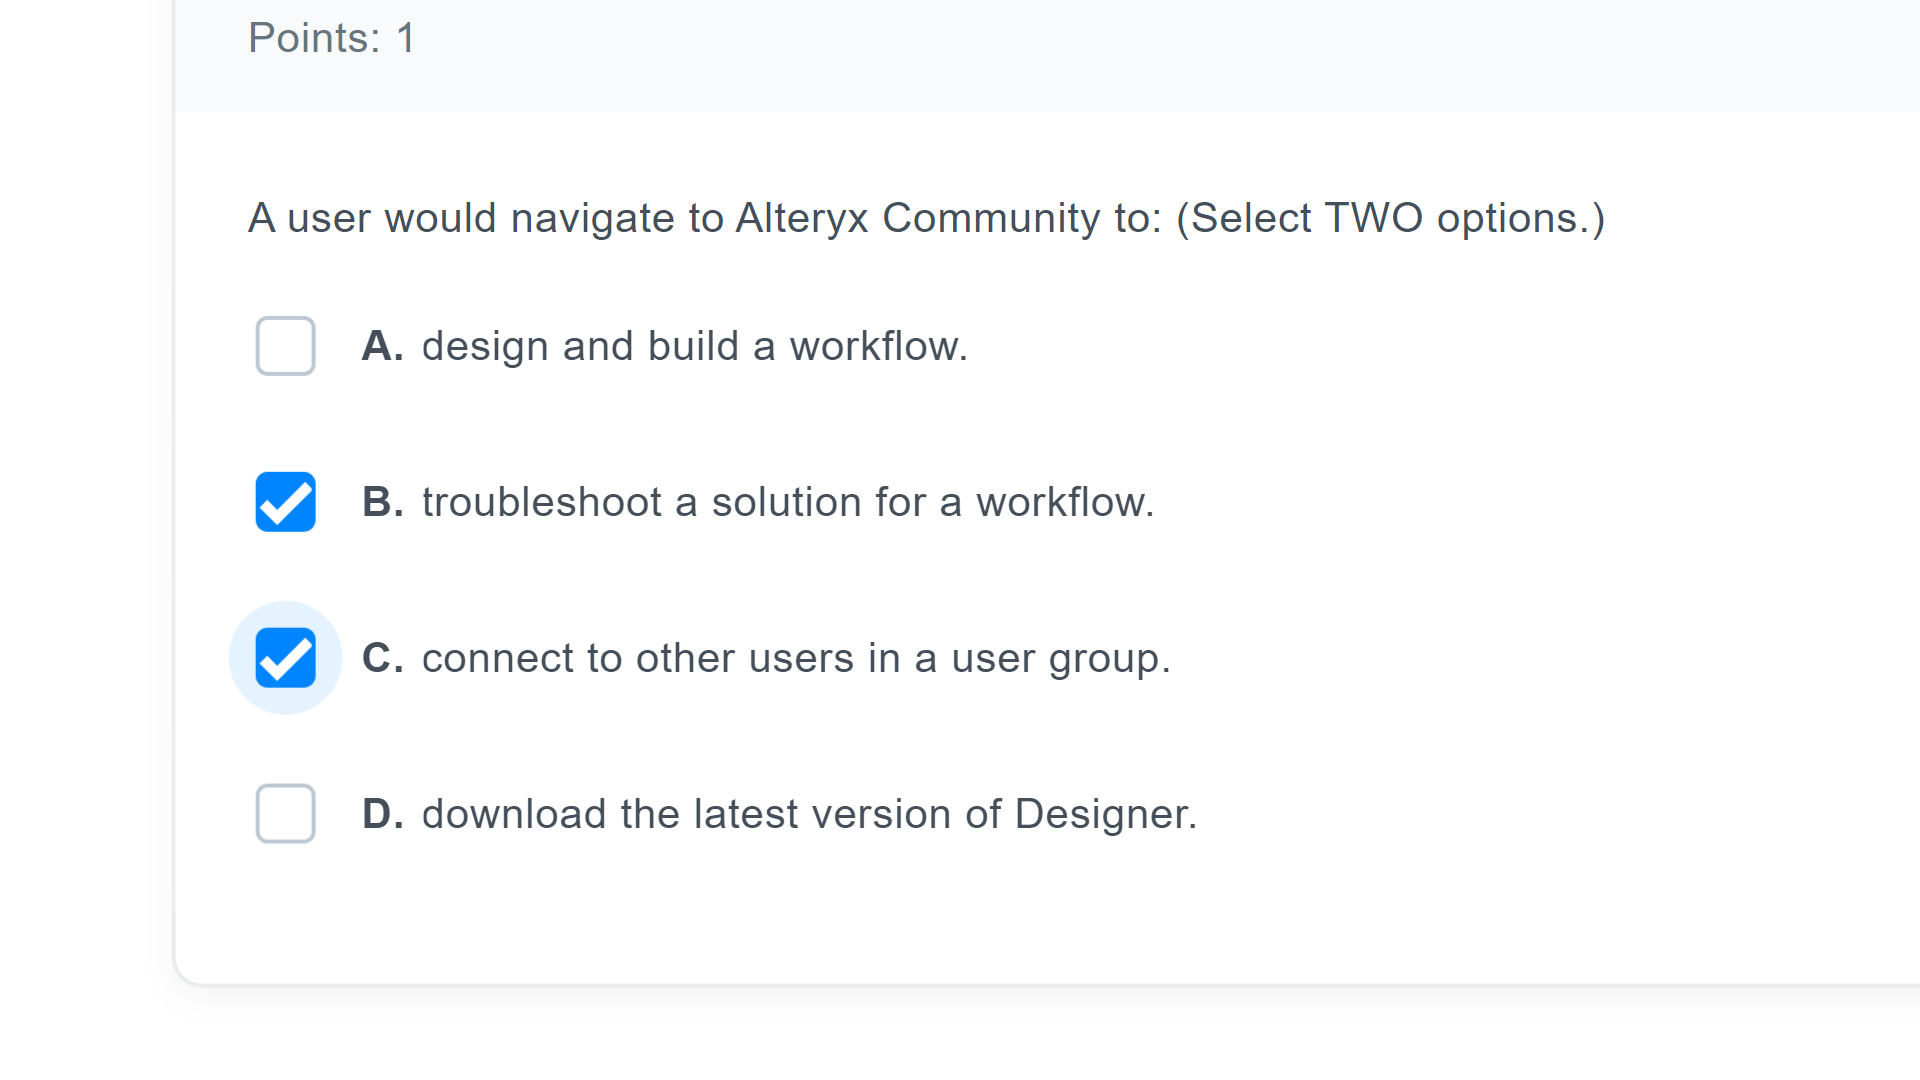 Points: 1
A user would navigate to Alteryx Community to: (Select TWO options.)
A. design and build a workflow.
B. troubleshoot a solution for a workflow.
C. connect to other users in a user group.
D. download the latest version of Designer.